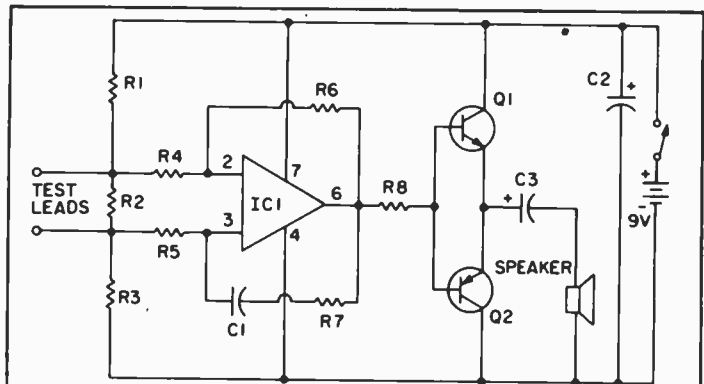 R1
R6
Q1
C2
+
R4
2
7
TEST
LEADS
R2
IC1
6
R8
C3
+
+
-
9V
3
4
R5
SPEAKER
R3
C1
R7
Q2